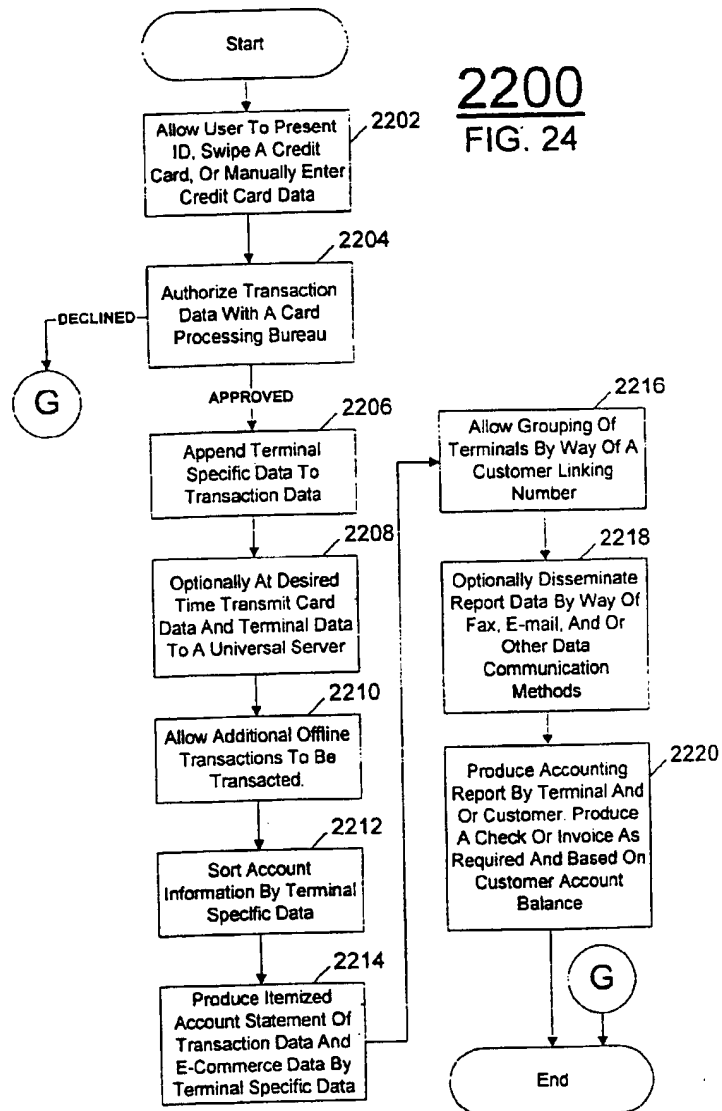 Start
2200
FIG. 24
2202
Allow User To Present
ID, Swipe A Credit
Card, Or Manually Enter
Credit Card Data
2204
Authorize Transaction
Data With A Card
Processing Bureau
DECLINED
G
APPROVED
2206
Append Terminal
Specific Data To
Transaction Data
2208
Optionally At Desired
Time Transmit Card
Data And Terminal Data
To A Universal Server
2210
Allow Additional Offline
Transactions To Be
Transacted.
2212
Sort Account
Information By Terminal
Specific Data
2214
Produce Itemized
Account Statement Of
Transaction Data And
E-Commerce Data By
Terminal Specific Data
2216
Allow Grouping Of
Terminals By Way Of A
Customer Linking
Number
2218
Optionally Disseminate
Report Data By Way Of
Fax, E-mail, And Or
Other Data
Communication
Methods
2220
Produce Accounting
Report By Terminal And
Or Customer. Produce
A Check Or Invoice As
Required And Based On
Customer Account
Balance
G
End